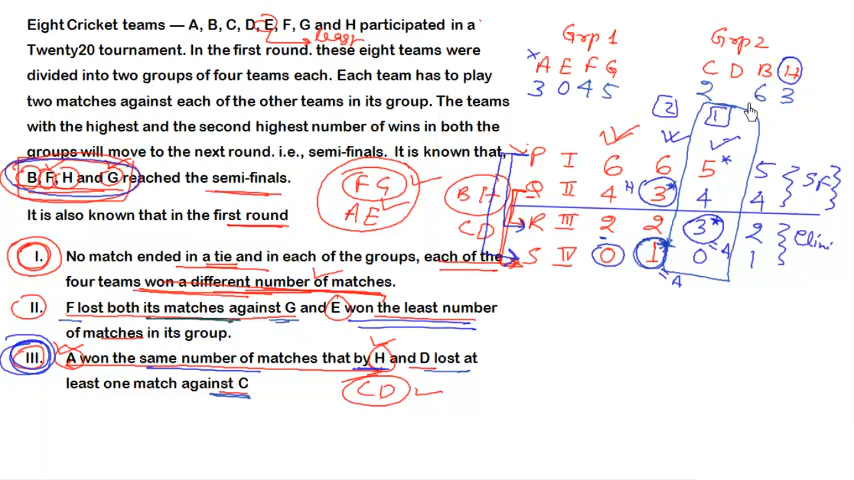 Eight Cricket teams — A, B, C, D, E, F, G and H participated in a
least
Twenty20 tournament. In the first round. these eight teams were
divided into two groups of four teams each. Each team has to play
two matches against each of the other teams in its group. The teams
with the highest and the second highest number of wins in both the
groups will move to the next round. i.e., semi-finals. It is known that,
B, F, H and G reached the semi-finals.
It is also known that in the first round
I. No match ended in a tie and in each of the groups, each of the
four teams won a different number of matches.
II. F lost both its matches against G and E won the least number
of matches in its group.
III. A won the same number of matches that by H and D lost at
least one match against C
F G
A E
B H
C D
C D
Grp 1
A E F G
3 0 4 5
Grp 2
C D B H
2 6 3
2 1
P I 6 6 5* 5
Q II 4 H 3* 4 4
R III 2 2 3* 2
S IV 0 1* 0 1
A A
SF
Elimi